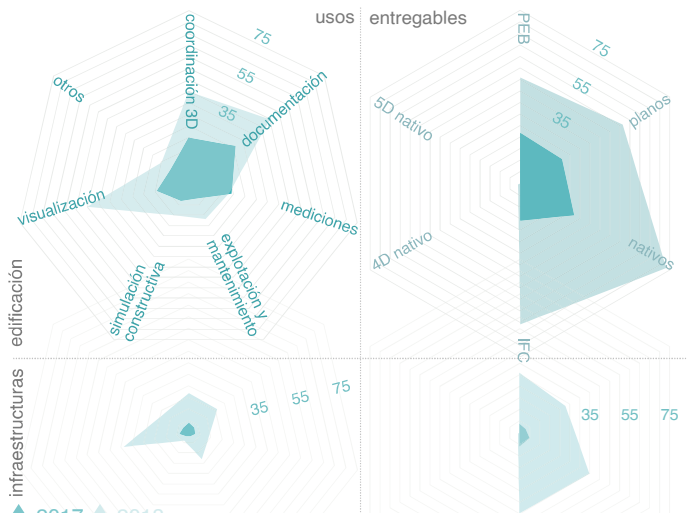 usos
entregables
coordinación 3D
75
55
35
documentación
otros
visualización
mediciones
simulación
constructiva
explotación y
mantenimiento
edificación
PEB
75
55
35
planos
5D nativo
4D nativo
nativos
IFC
infraestructuras
35
55
75
35
55
75
2017